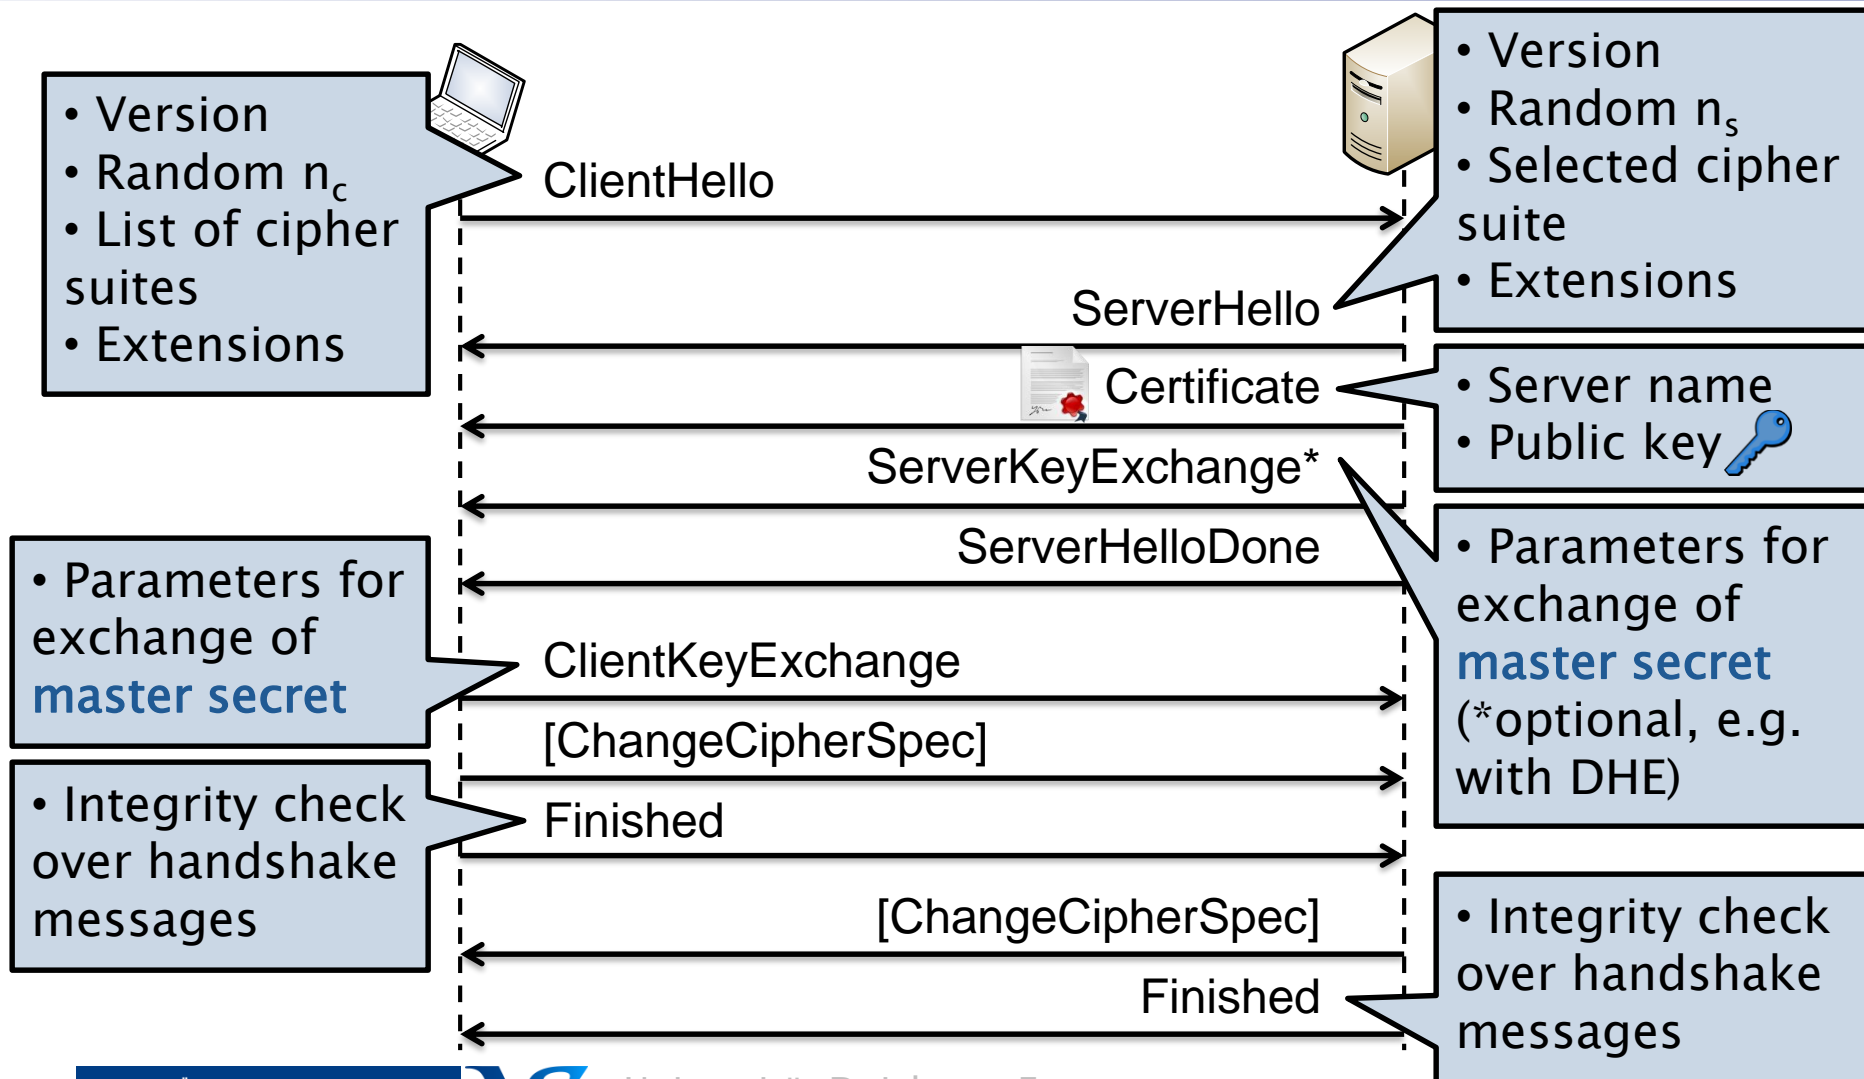 • Version
• Random nc
• List of cipher
suites
• Extensions
ClientHello
• Version
• Random ns
• Selected cipher
suite
• Extensions
ServerHello
Certificate
• Server name
• Public key
ServerKeyExchange*
• Parameters for
exchange of
master secret
(*optional, e.g.
with DHE)
ServerHelloDone
• Parameters for
exchange of
master secret
ClientKeyExchange
[ChangeCipherSpec]
• Integrity check
over handshake
messages
Finished
[ChangeCipherSpec]
Finished
• Integrity check
over handshake
messages